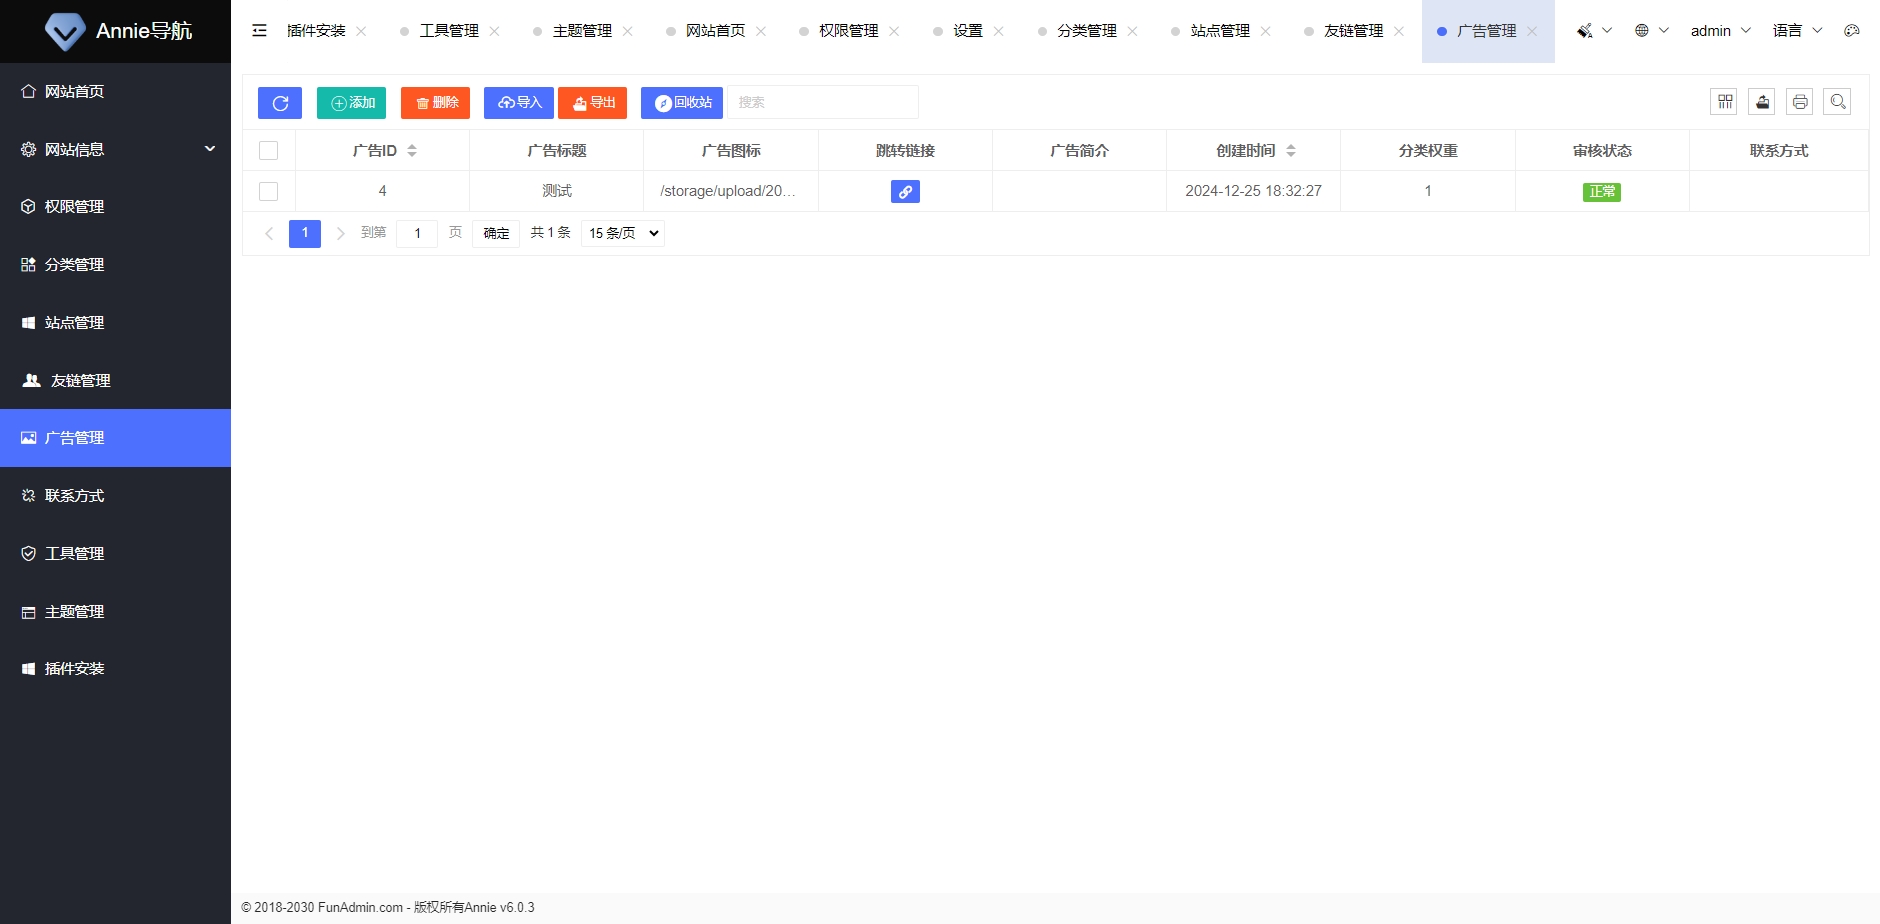 Annie导航
插件安装 工具管理 主题管理 网站首页 权限管理 设置 分类管理 站点管理 友链管理 广告管理 admin 语言
网站首页
网站信息
权限管理
分类管理
站点管理
友链管理
广告管理
联系方式
工具管理
主题管理
插件安装
添加 删除 导入 导出 回收站 搜索
广告ID 广告标题 广告图标 跳转链接 广告简介 创建时间 分类权重 审核状态 联系方式
4 测试 /storage/upload/20... 2024-12-25 18:32:27 1 正常
1 到第 1 页 确定 共 1 条 15 条/页
© 2018-2030 FunAdmin.com - 版权所有Annie v6.0.3